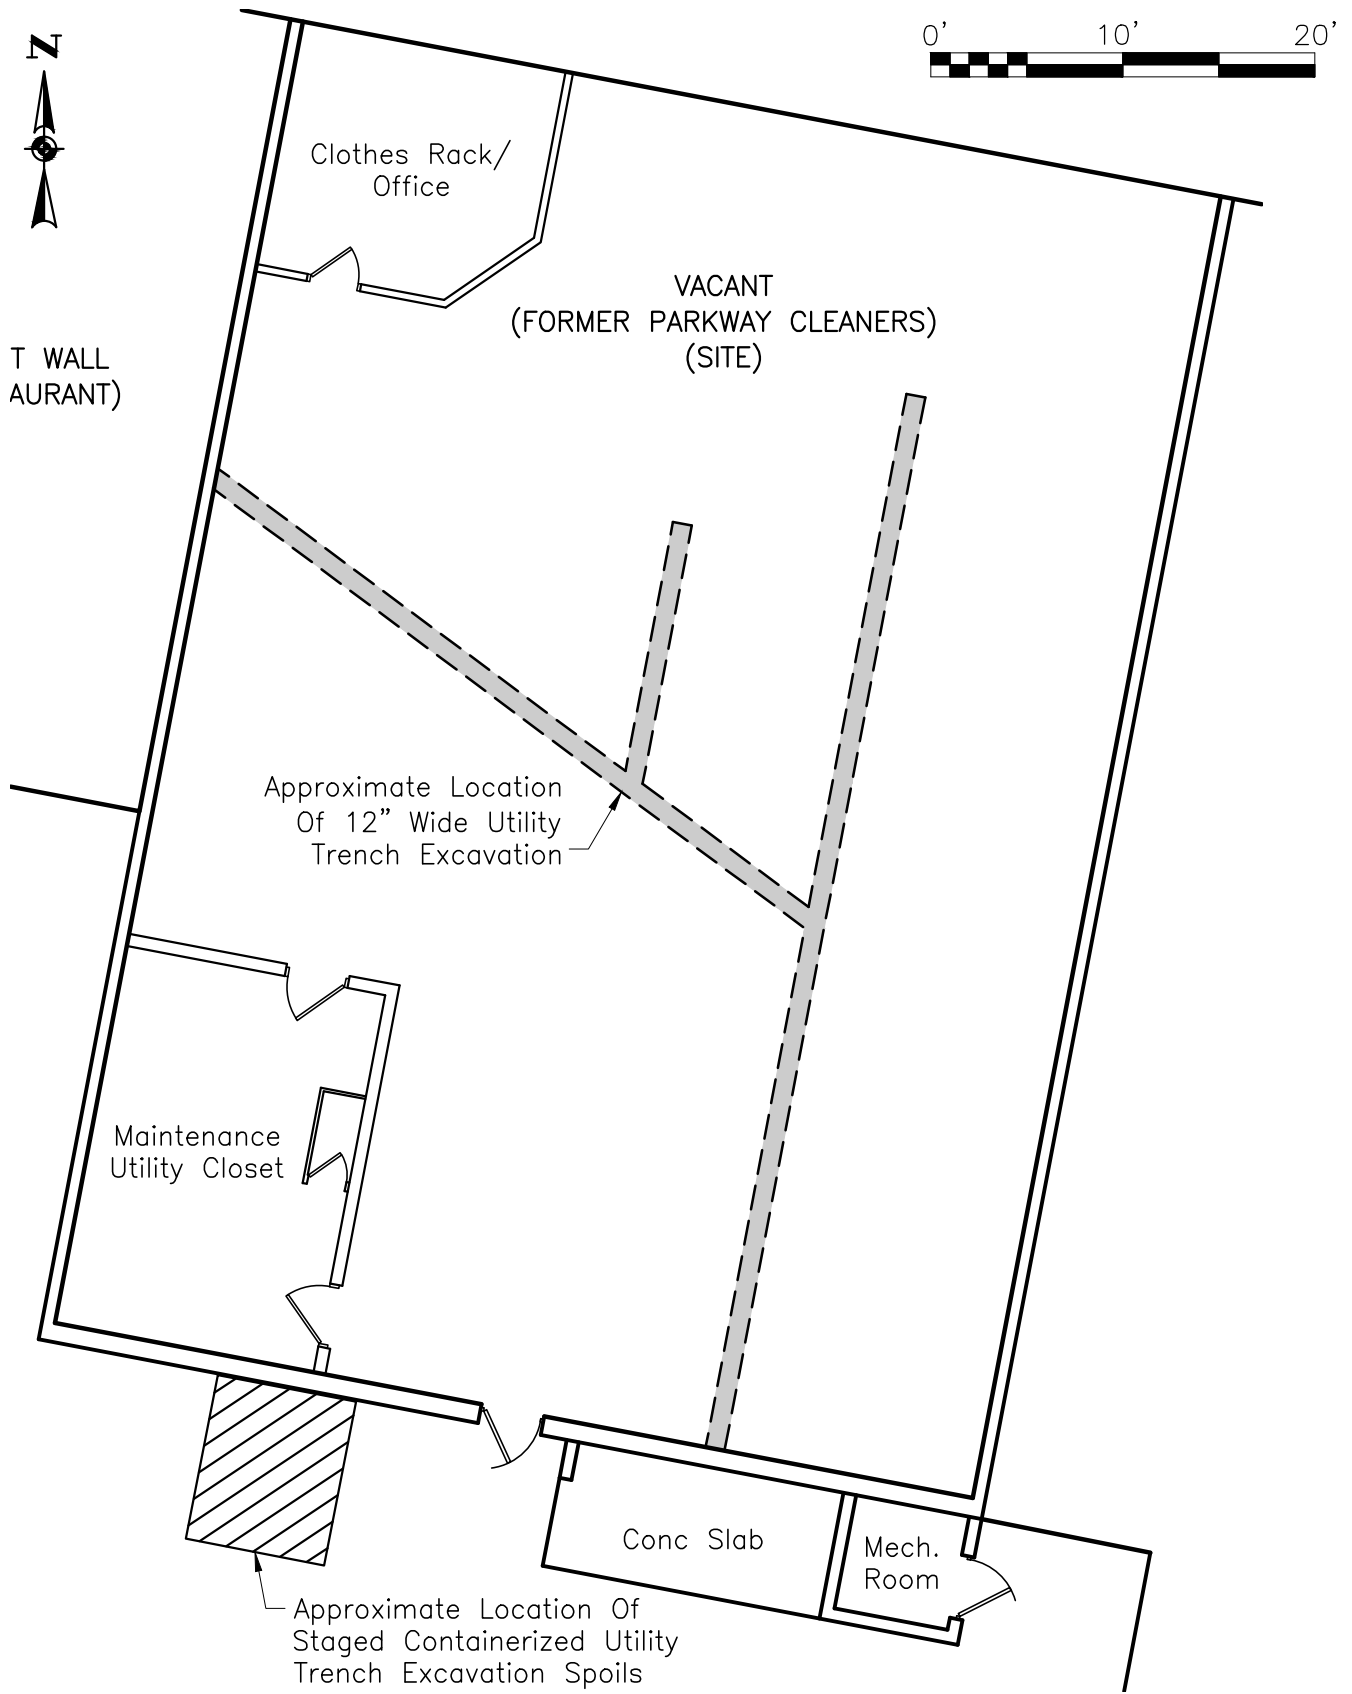 N
0' 10' 20'
Clothes Rack/
Office
VACANT
(FORMER PARKWAY CLEANERS)
(SITE)
T WALL
AURANT)
Approximate Location
Of 12" Wide Utility
Trench Excavation
Maintenance
Utility Closet
Conc Slab
Mech.
Room
Approximate Location Of
Staged Containerized Utility
Trench Excavation Spoils